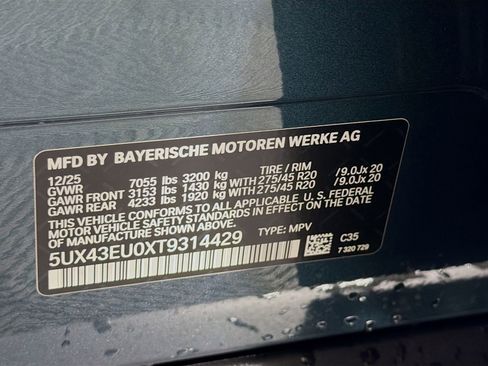 MFD BY BAYERISCHE MOTOREN WERKE AG
12/25 TIRE / RIM
GVWR 7055 lbs 3200 kg
GAWR FRONT 3153 lbs 1430 kg WITH 275/45 R20 /9.0Jx 20
GAWR REAR 4233 lbs 1920 kg WITH 275/45 R20 /9.0Jx 20
THIS VEHICLE CONFORMS TO ALL APPLICABLE U. S. FEDERAL
MOTOR VEHICLE SAFETY STANDARDS IN EFFECT ON THE DATE
OF MANUFACTURE SHOWN ABOVE.
5UX43EU0XT9314429 TYPE: MPV C35
7 320 729